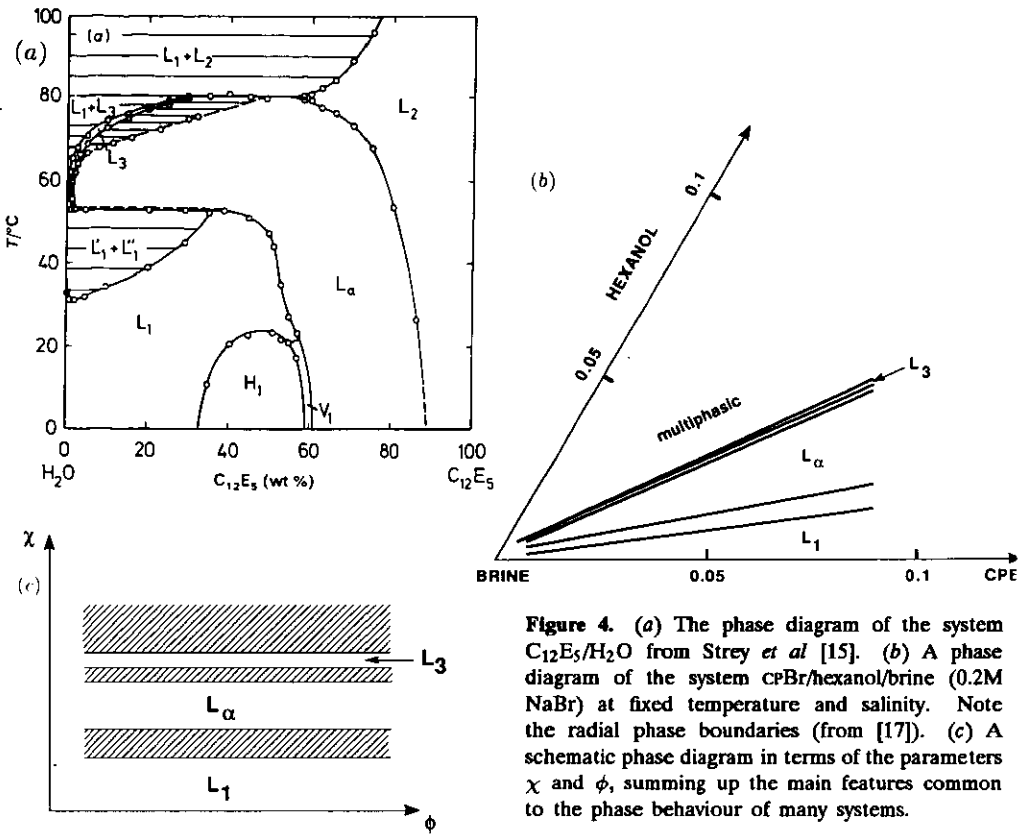 (a)
100
80
60
40
20
0
T/°C
(a)
L₁+L₂
L₁+L₃
L₃
L₂
L₁'+L₁''
L₁
Lα
H₁
V₁
0 20 40 60 80 100
H₂O C₁₂E₅ (wt %) C₁₂E₅
(b)
0.1
HEXANOL
0.05
multiphasic
L₃
Lα
L₁
BRINE 0.05 0.1 CPE
χ
(c)
L₃
Lα
L₁
ϕ
Figure 4. (a) The phase diagram of the system
C₁₂E₅/H₂O from Strey et al [15]. (b) A phase
diagram of the system CPBr/hexanol/brine (0.2M
NaBr) at fixed temperature and salinity. Note
the radial phase boundaries (from [17]). (c) A
schematic phase diagram in terms of the parameters
χ and ϕ, summing up the main features common
to the phase behaviour of many systems.